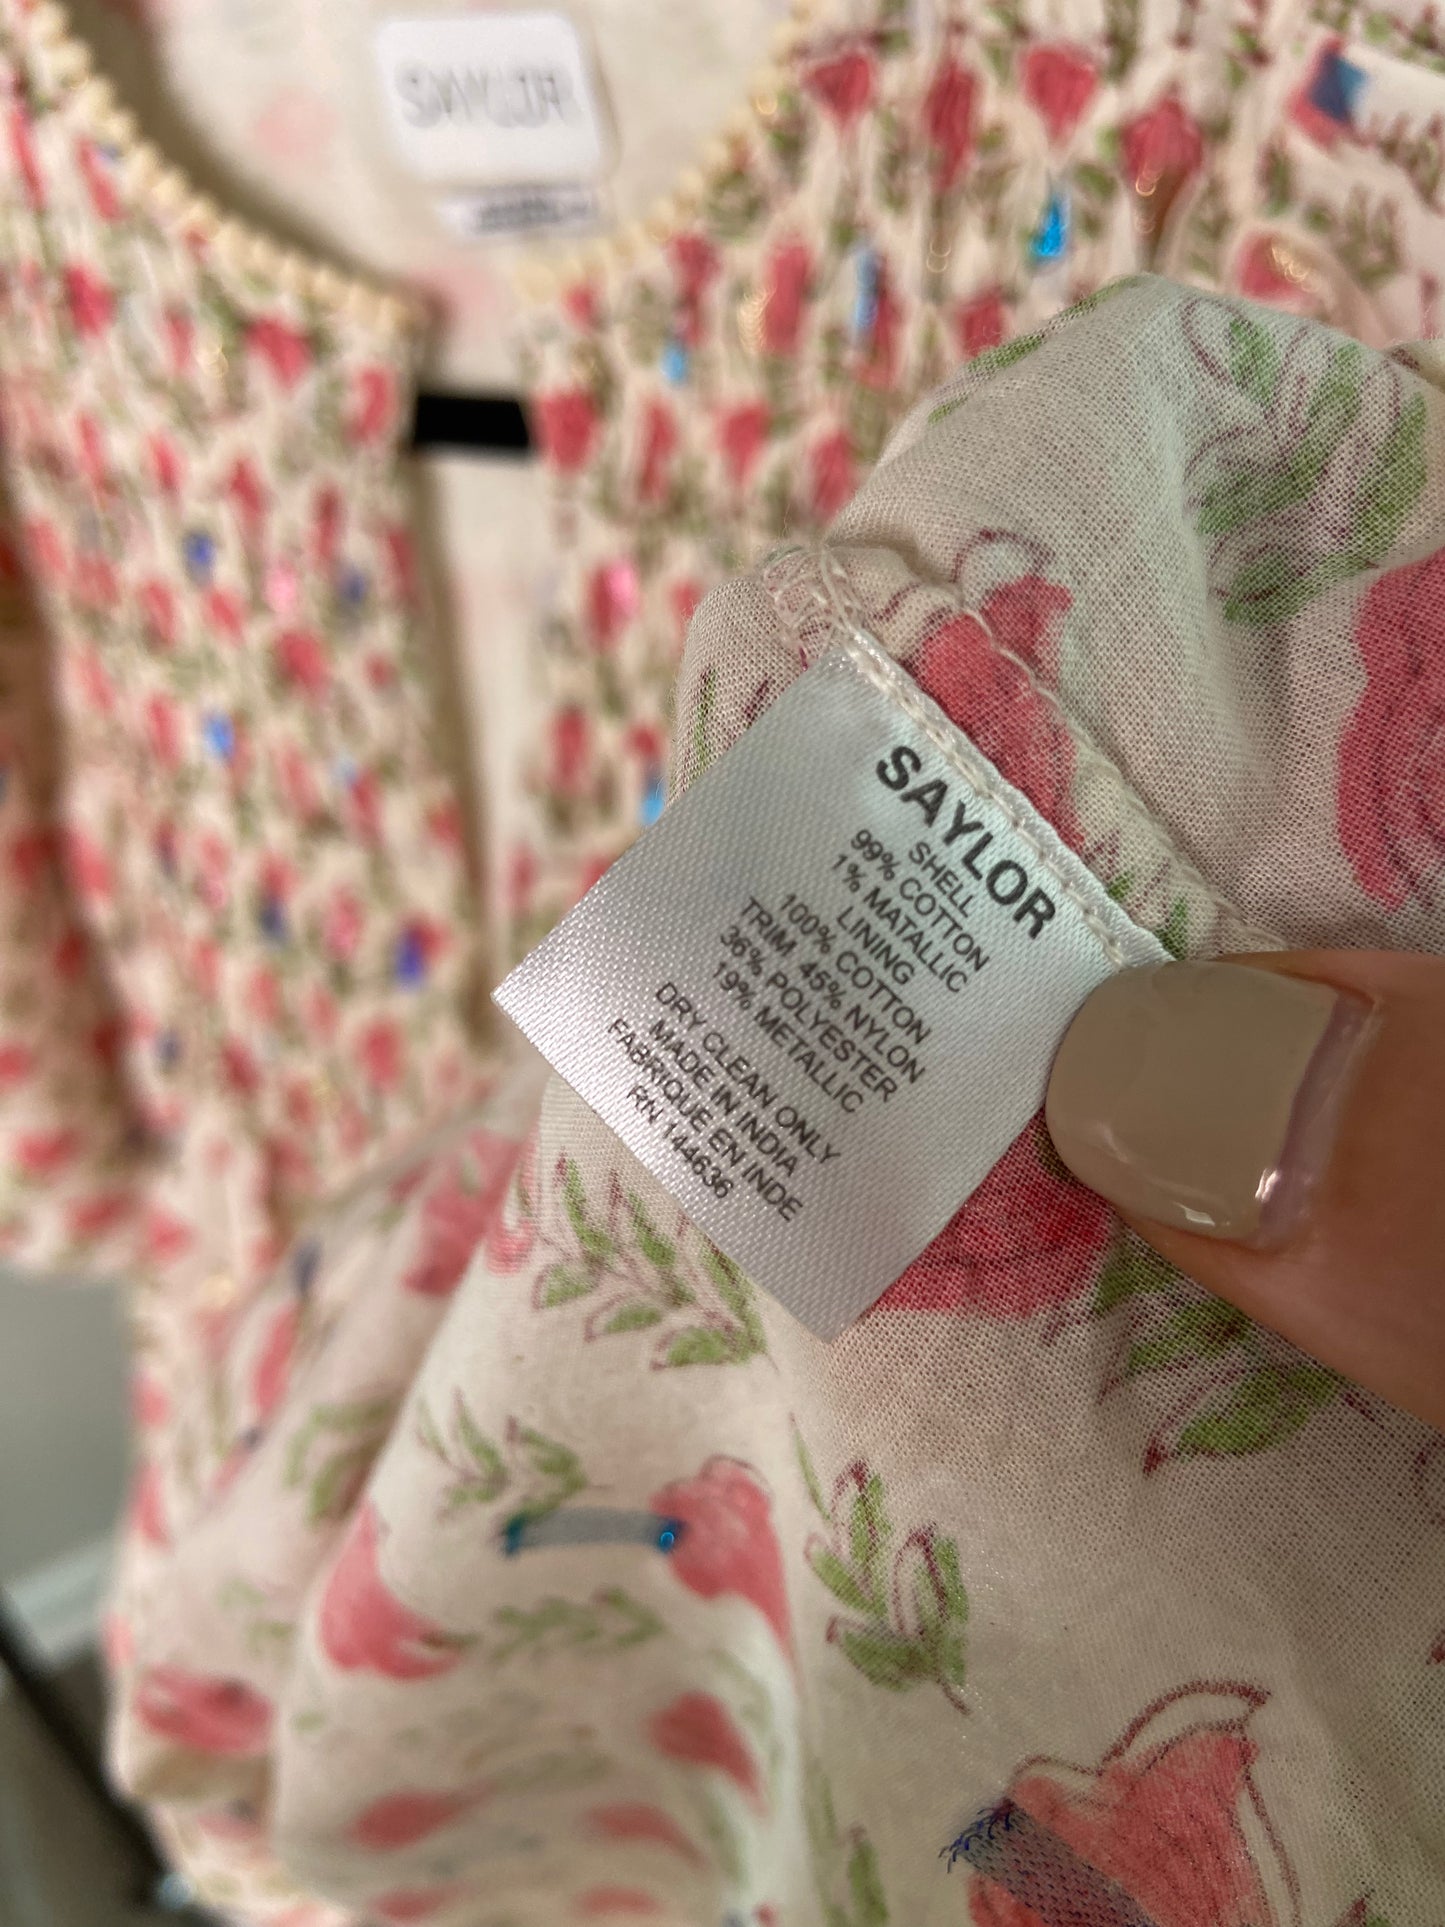 SAYLOR
SAYLOR
SHELL
99% COTTON
1% MATALLIC
LINING
100% COTTON
TRIM 45% NYLON
36% POLYESTER
19% METALLIC
DRY CLEAN ONLY
MADE IN INDIA
FABRIQUE EN INDE
RN 144636